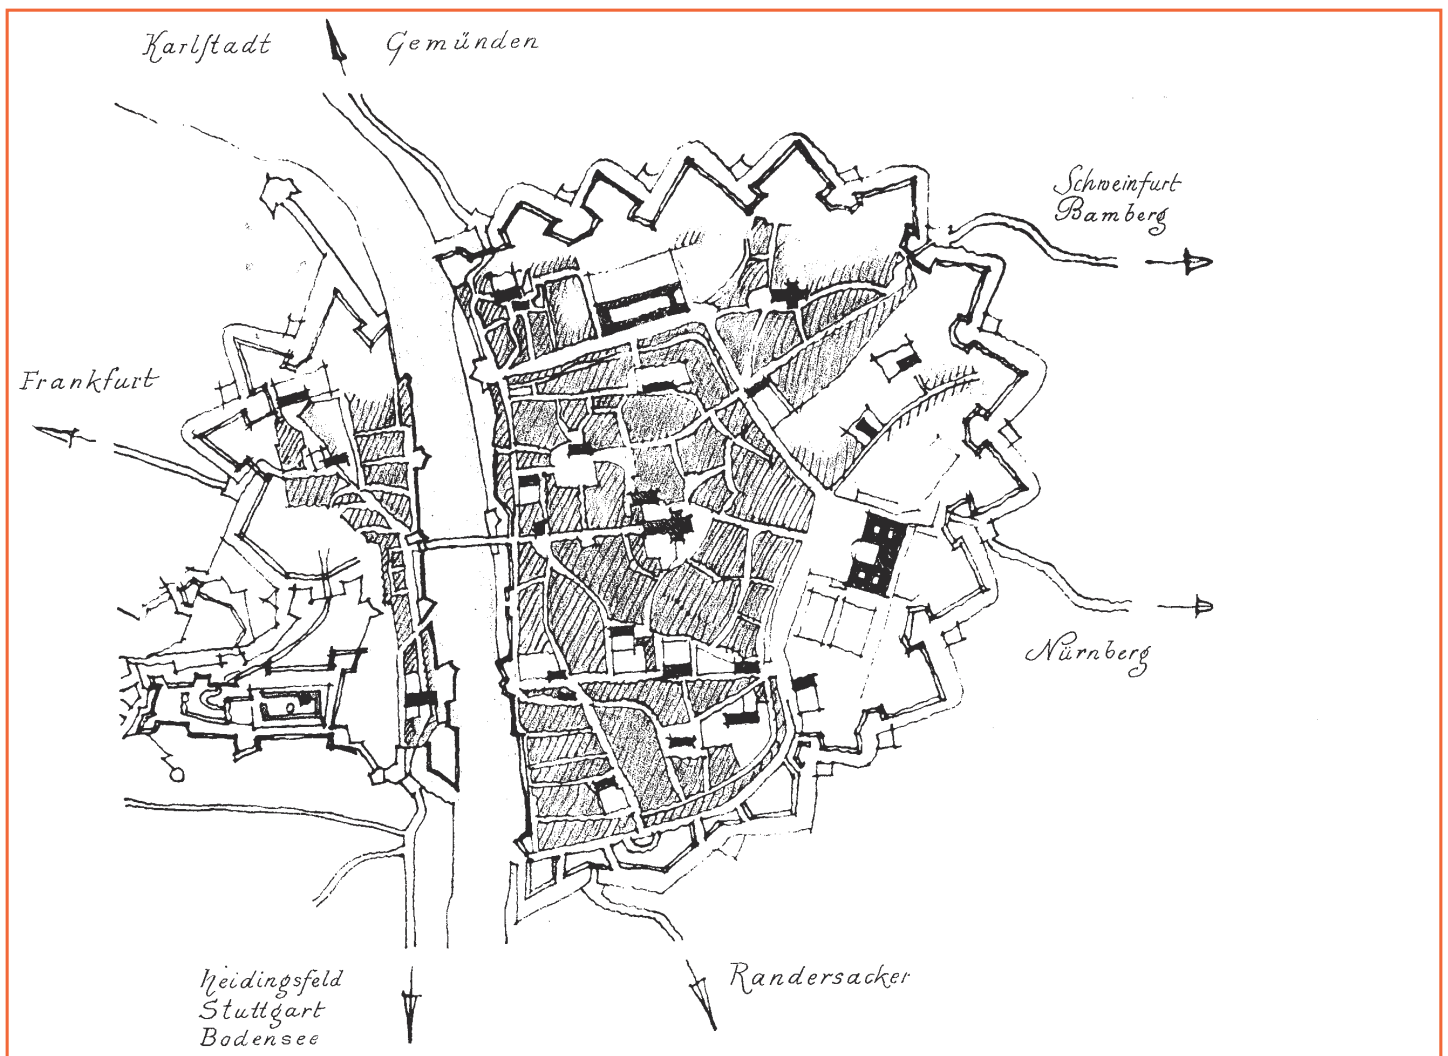 Karlſtadt
Gemünden
Schweinfurt
Bamberg
Frankfurt
Nürnberg
Randersacker
Heidingsfeld
Stuttgart
Bodensee